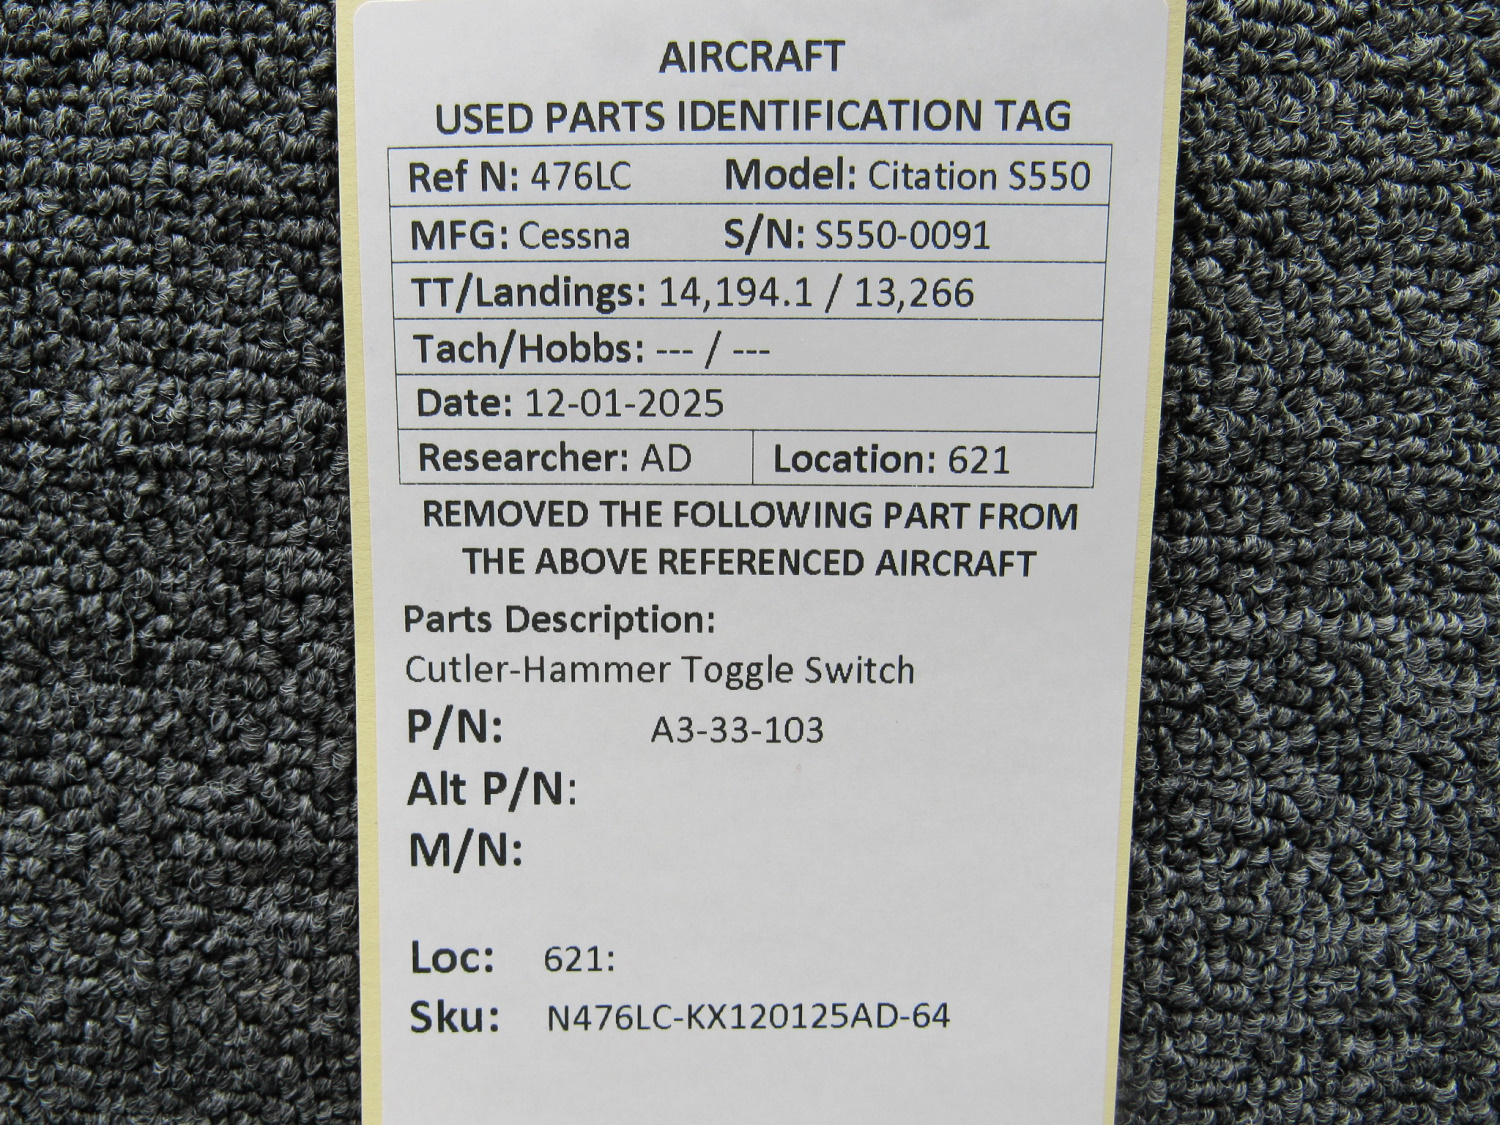 AIRCRAFT
USED PARTS IDENTIFICATION TAG
Ref N: 476LC Model: Citation S550
MFG: Cessna S/N: S550-0091
TT/Landings: 14,194.1 / 13,266
Tach/Hobbs: --- / ---
Date: 12-01-2025
Researcher: AD Location: 621
REMOVED THE FOLLOWING PART FROM
THE ABOVE REFERENCED AIRCRAFT
Parts Description:
Cutler-Hammer Toggle Switch
P/N: A3-33-103
Alt P/N:
M/N:
Loc: 621:
Sku: N476LC-KX120125AD-64